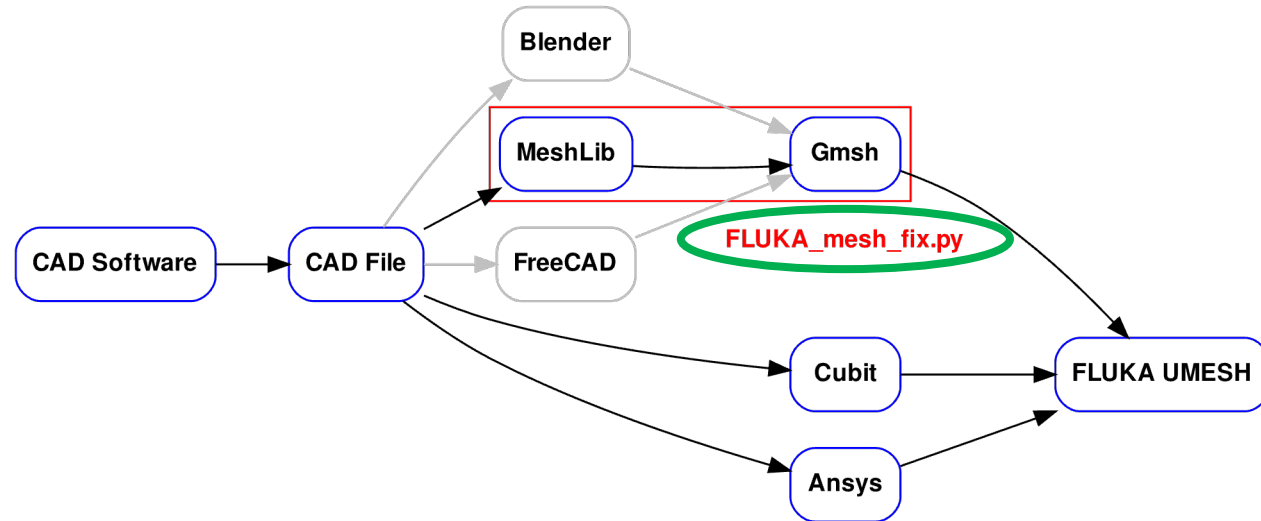 Blender
MeshLib
Gmsh
FLUKA_mesh_fix.py
CAD Software
CAD File
FreeCAD
Cubit
FLUKA UMESH
Ansys